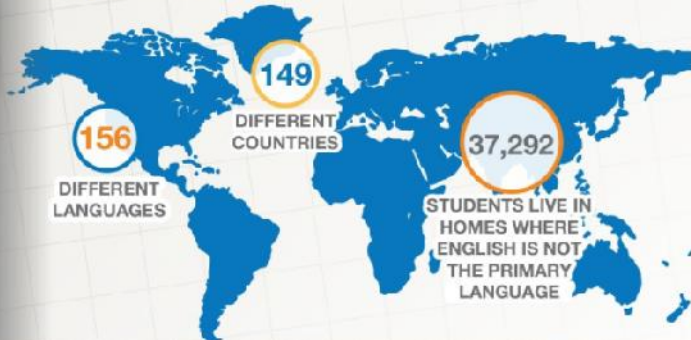 156
DIFFERENT
LANGUAGES
149
DIFFERENT
COUNTRIES
37,292
STUDENTS LIVE IN
HOMES WHERE
ENGLISH IS NOT
THE PRIMARY
LANGUAGE